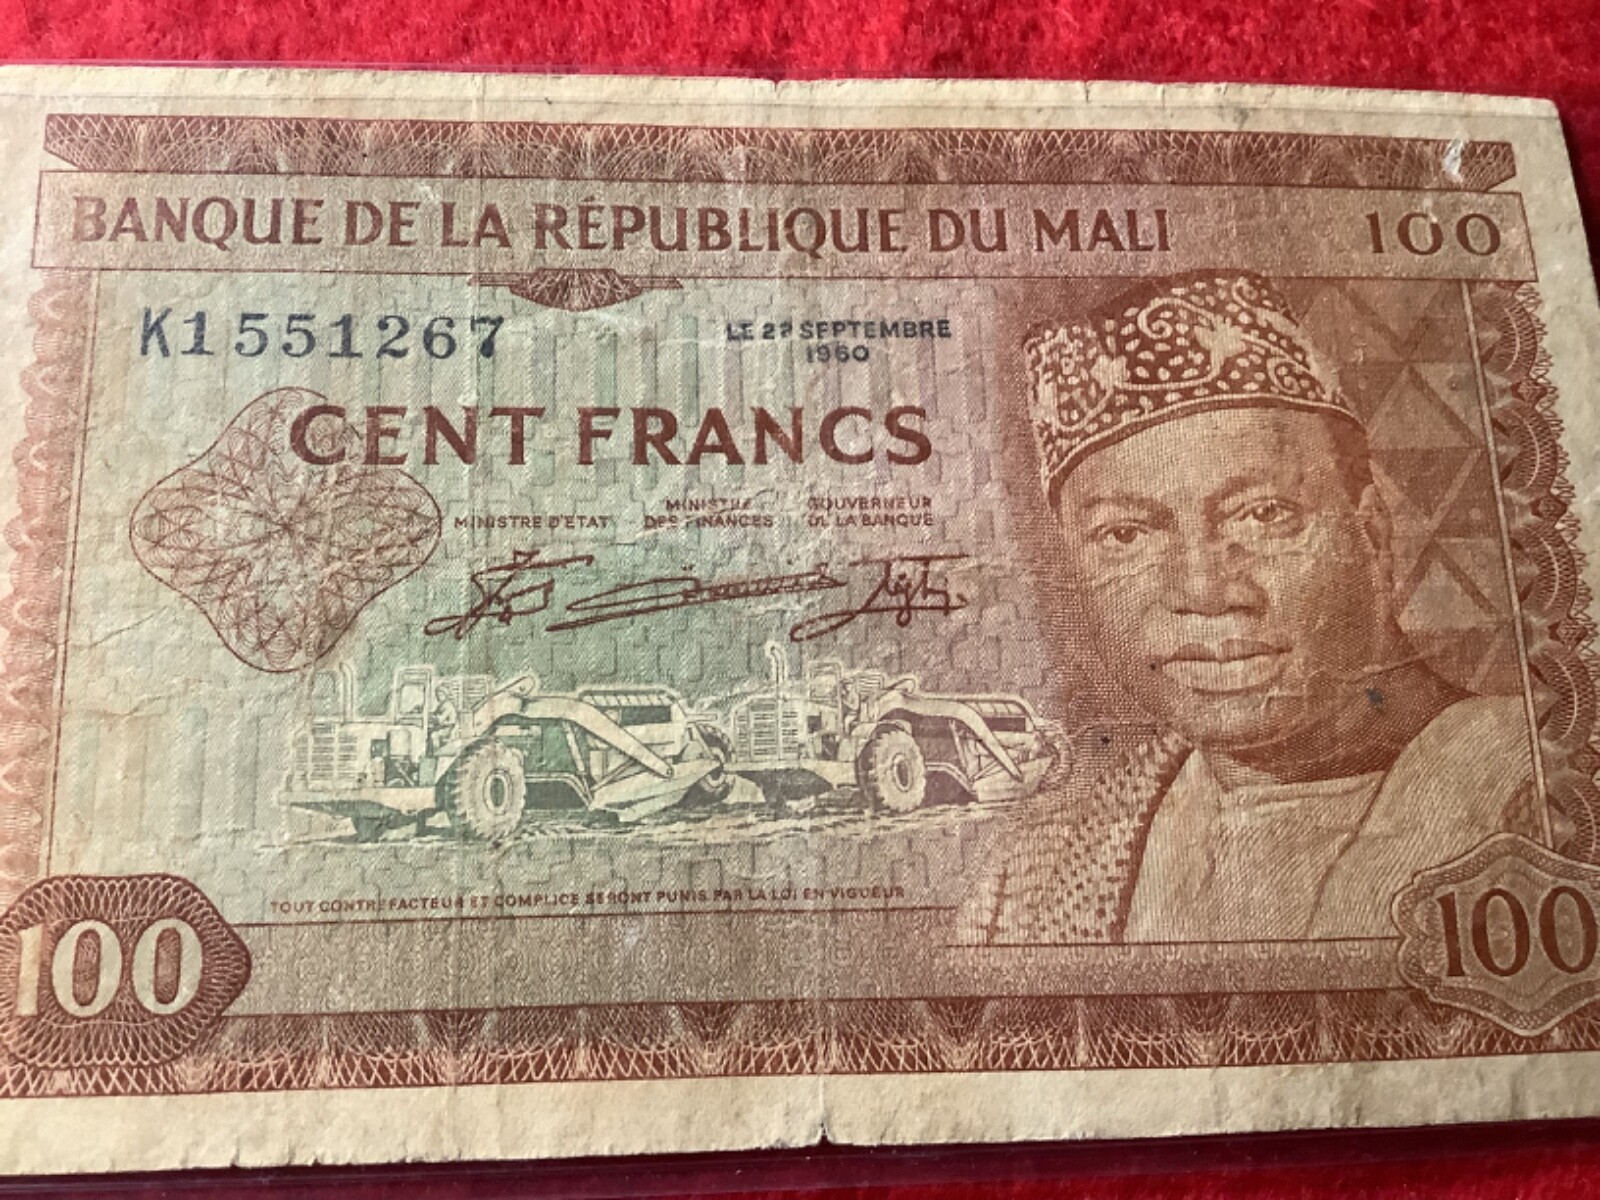 BANQUE DE LA RÉPUBLIQUE DU MALI 100
K1551267
LE 22 SEPTEMBRE
1960
CENT FRANCS
MINISTRE D'ETAT
MINISTRE
DES FINANCES
GOUVERNEUR
DE LA BANQUE
TOUT CONTREFACTEUR ET COMPLICE SERONT PUNIS PAR LA LOI EN VIGUEUR
100
100